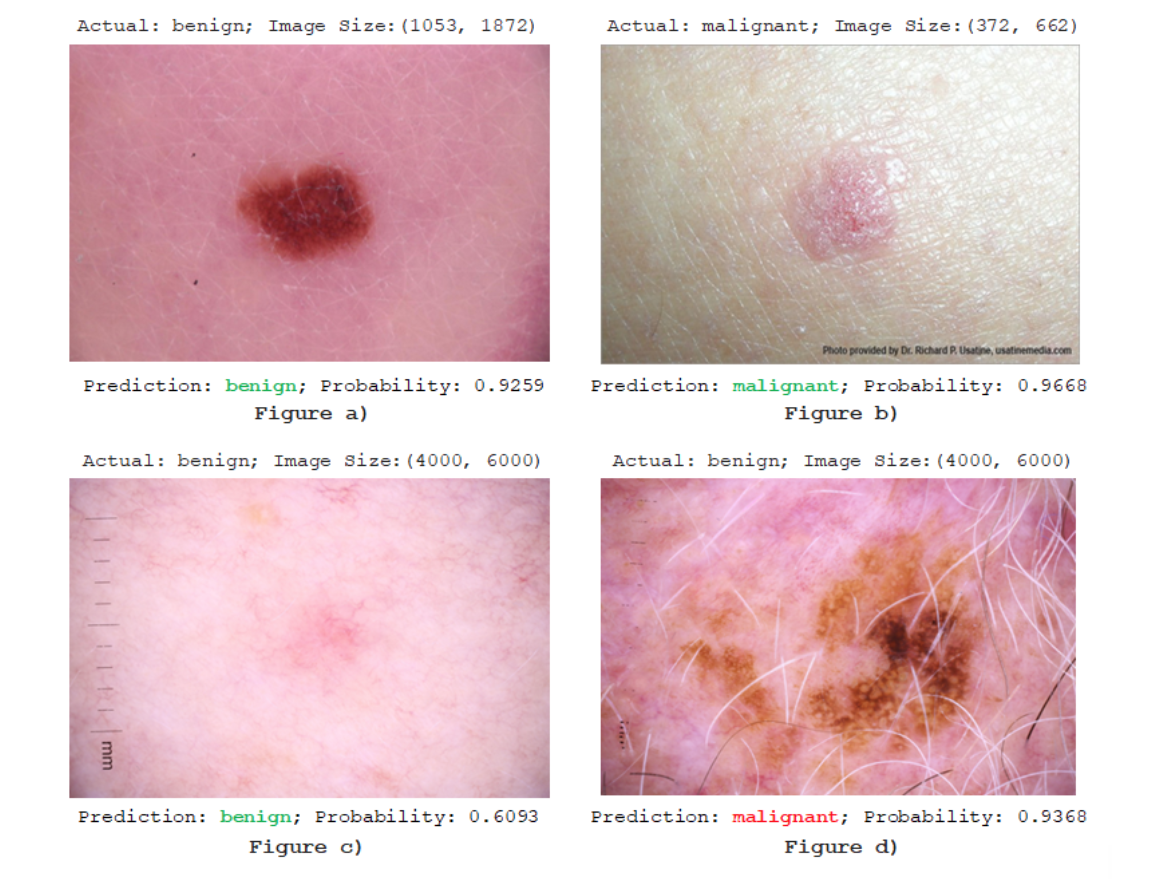 Actual: benign; Image Size:(1053, 1872)
Actual: malignant; Image Size:(372, 662)
Photo provided by Dr. Richard P. Usatine, usatinemedia.com
Prediction: benign; Probability: 0.9259
Prediction: malignant; Probability: 0.9668
Figure a)
Figure b)
Actual: benign; Image Size:(4000, 6000)
Actual: benign; Image Size:(4000, 6000)
mm
Prediction: benign; Probability: 0.6093
Prediction: malignant; Probability: 0.9368
Figure c)
Figure d)